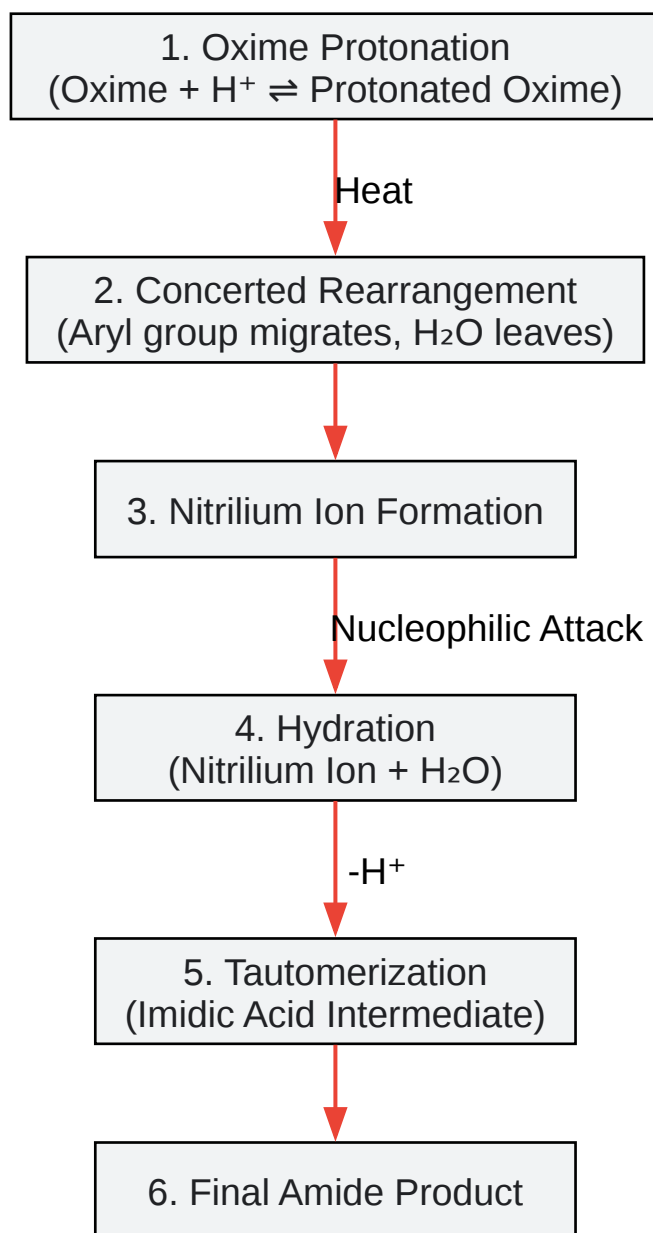 1. Oxime Protonation
(Oxime + H⁺ ⇌ Protonated Oxime)
Heat
2. Concerted Rearrangement
(Aryl group migrates, H₂O leaves)
3. Nitrilium Ion Formation
Nucleophilic Attack
4. Hydration
(Nitrilium Ion + H₂O)
-H⁺
5. Tautomerization
(Imidic Acid Intermediate)
6. Final Amide Product